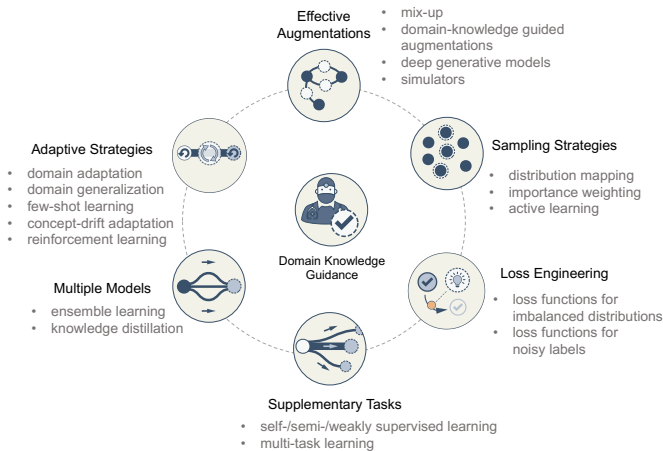 Effective
Augmentations
• mix-up
• domain-knowledge guided
augmentations
• deep generative models
• simulators
Adaptive Strategies
• domain adaptation
• domain generalization
• few-shot learning
• concept-drift adaptation
• reinforcement learning
Sampling Strategies
• distribution mapping
• importance weighting
• active learning
Domain Knowledge
Guidance
Multiple Models
• ensemble learning
• knowledge distillation
Loss Engineering
• loss functions for
imbalanced distributions
• loss functions for
noisy labels
Supplementary Tasks
• self-/semi-/weakly supervised learning
• multi-task learning